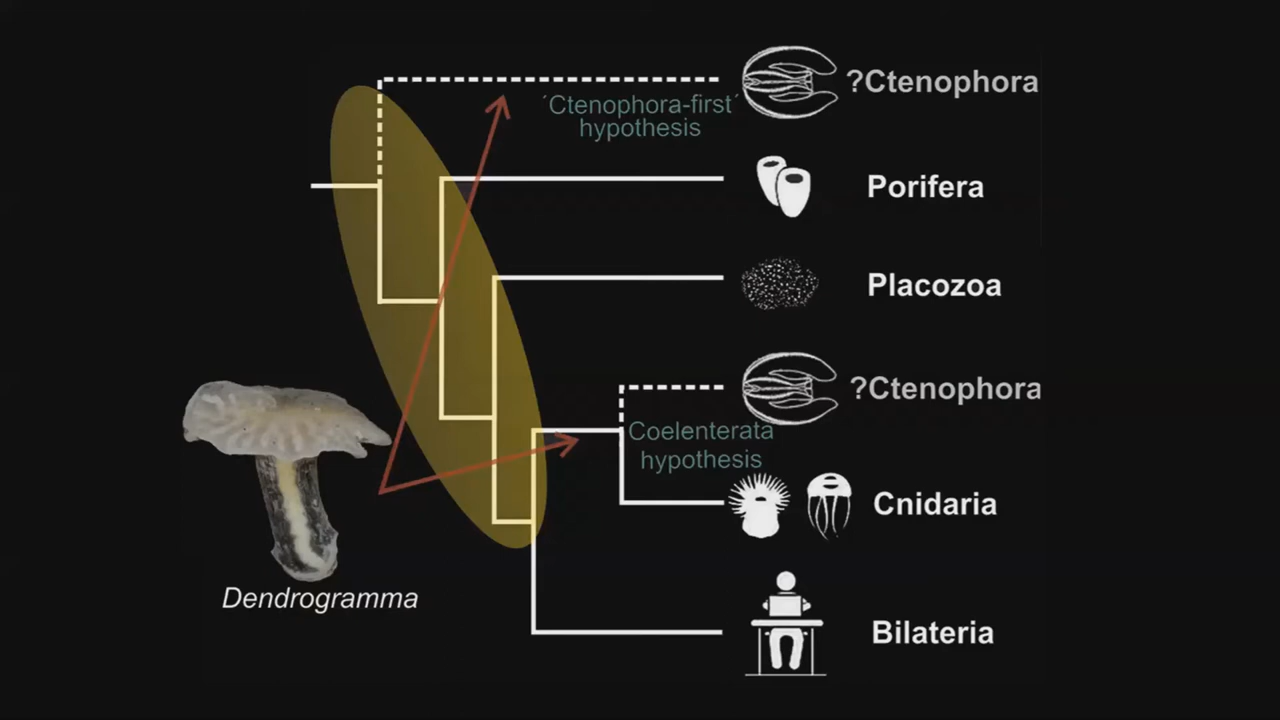 ?Ctenophora
´Ctenophora-first´
hypothesis
Porifera
Placozoa
?Ctenophora
Coelenterata
hypothesis
Cnidaria
Dendrogramma
Bilateria